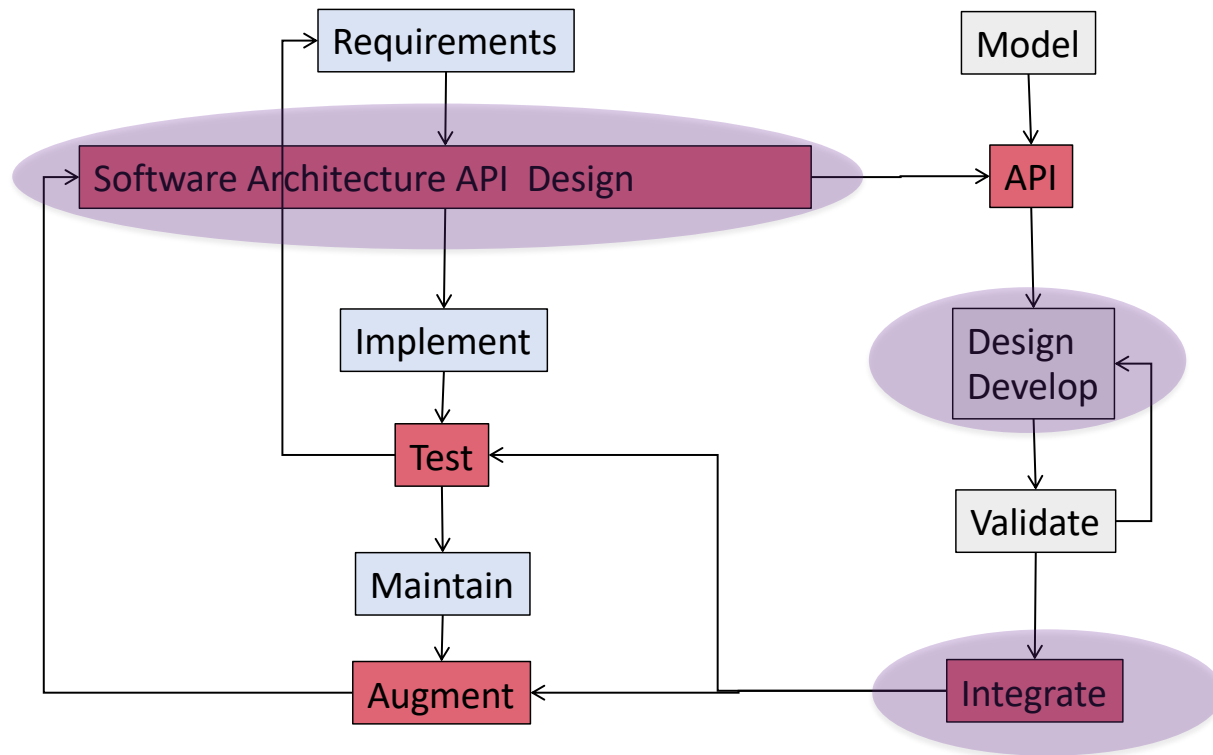 Requirements
Model
Software Architecture API  Design
API
Implement
Design
Develop
Test
Validate
Maintain
Augment
Integrate